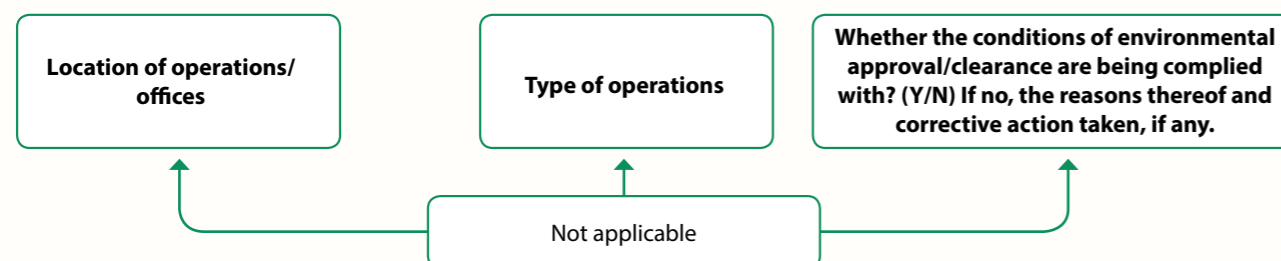 Location of operations/
offices
Type of operations
Whether the conditions of environmental
approval/clearance are being complied
with? (Y/N) If no, the reasons thereof and
corrective action taken, if any.
Not applicable